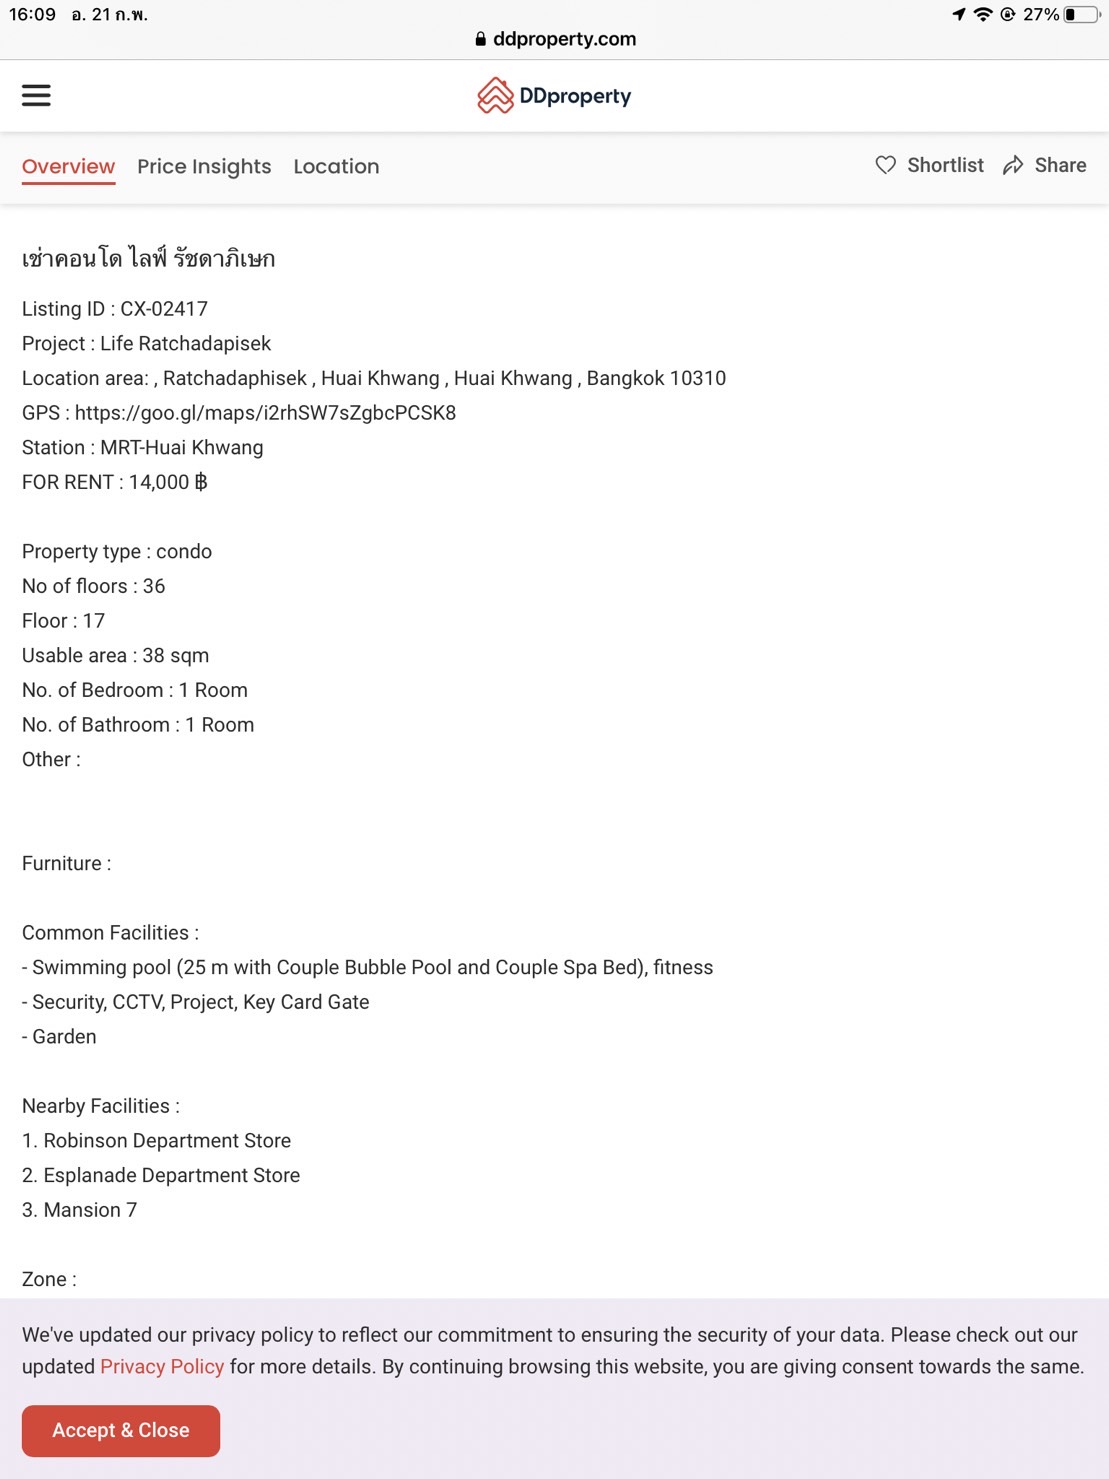 16:09 อ. 21 ก.พ. 27%
ddproperty.com
DDproperty
Overview Price Insights Location Shortlist Share
เช่าคอนโด ไลฟ์ รัชดาภิเษก
Listing ID : CX-02417
Project : Life Ratchadapisek
Location area: , Ratchadaphisek , Huai Khwang , Huai Khwang , Bangkok 10310
GPS : https://goo.gl/maps/i2rhSW7sZgbcPCSK8
Station : MRT-Huai Khwang
FOR RENT : 14,000 ฿
Property type : condo
No of floors : 36
Floor : 17
Usable area : 38 sqm
No. of Bedroom : 1 Room
No. of Bathroom : 1 Room
Other :
Furniture :
Common Facilities :
- Swimming pool (25 m with Couple Bubble Pool and Couple Spa Bed), fitness
- Security, CCTV, Project, Key Card Gate
- Garden
Nearby Facilities :
1. Robinson Department Store
2. Esplanade Department Store
3. Mansion 7
Zone :
We've updated our privacy policy to reflect our commitment to ensuring the security of your data. Please check out our
updated Privacy Policy for more details. By continuing browsing this website, you are giving consent towards the same.
Accept & Close